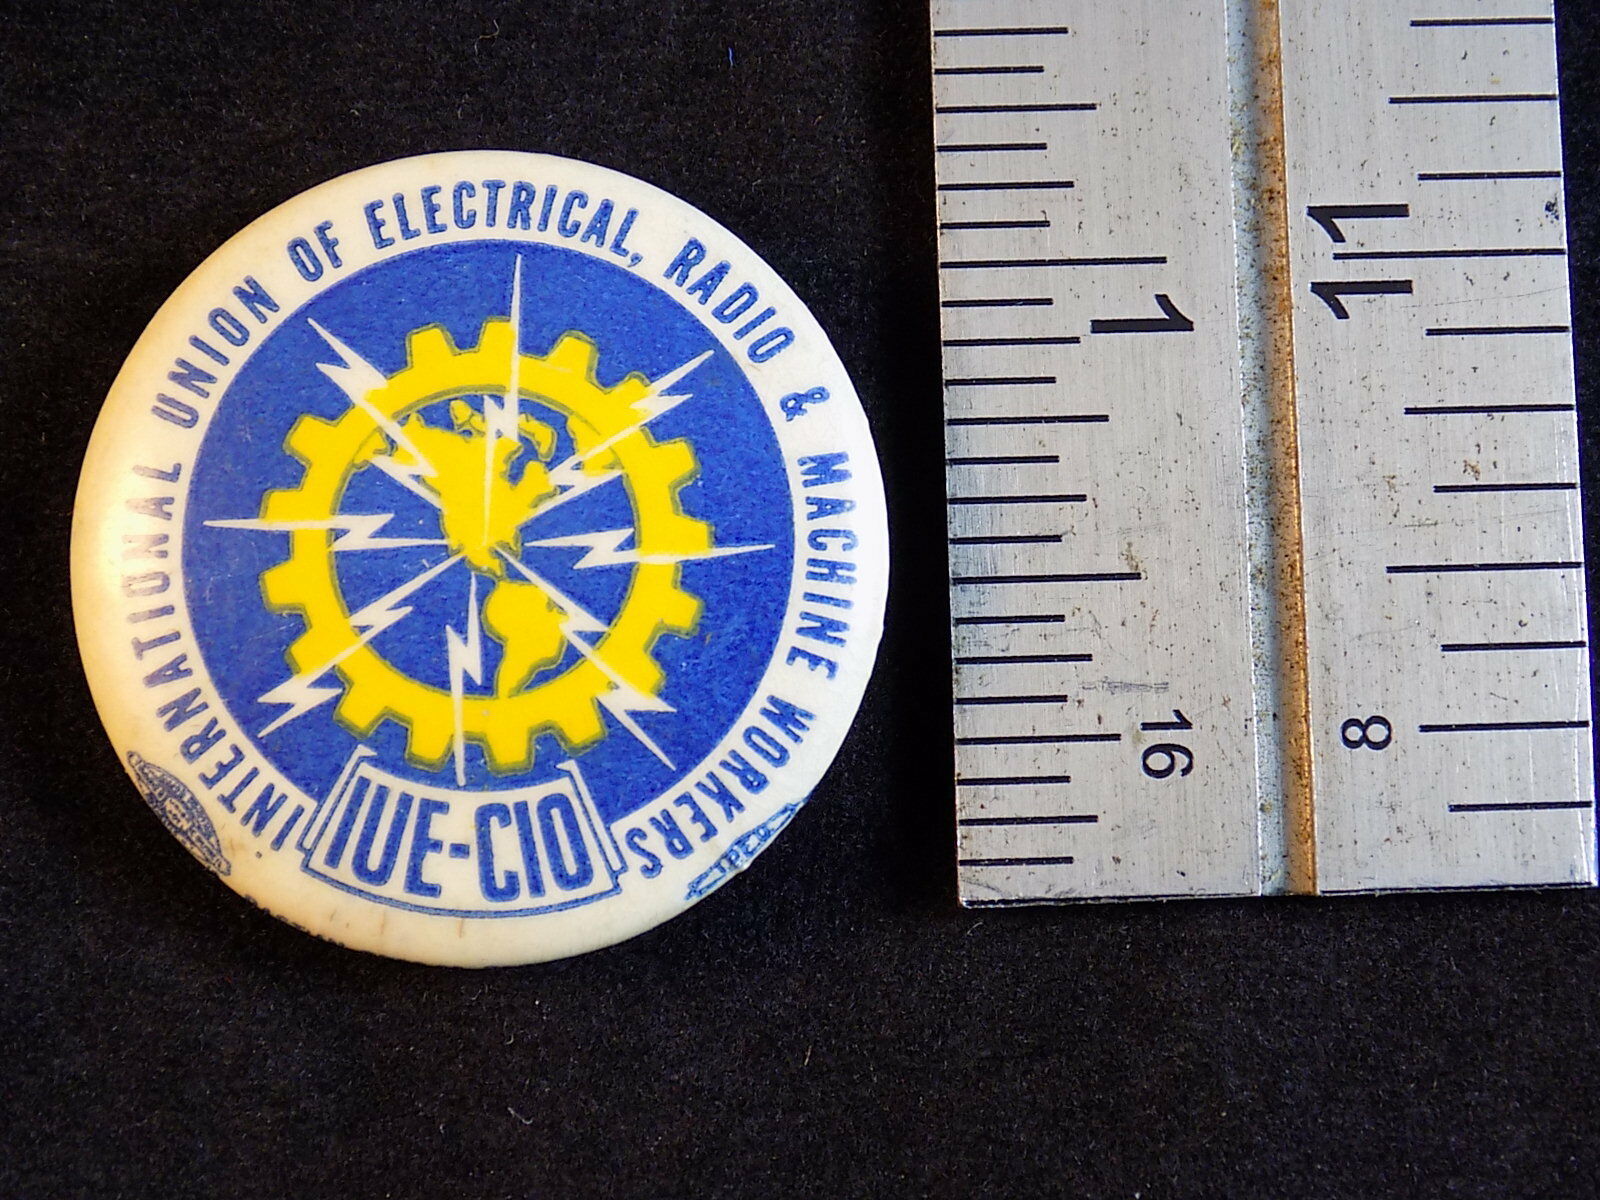 INTERNATIONAL UNION OF ELECTRICAL, RADIO & MACHINE WORKERS
IUE-CIO
1
16
11
8